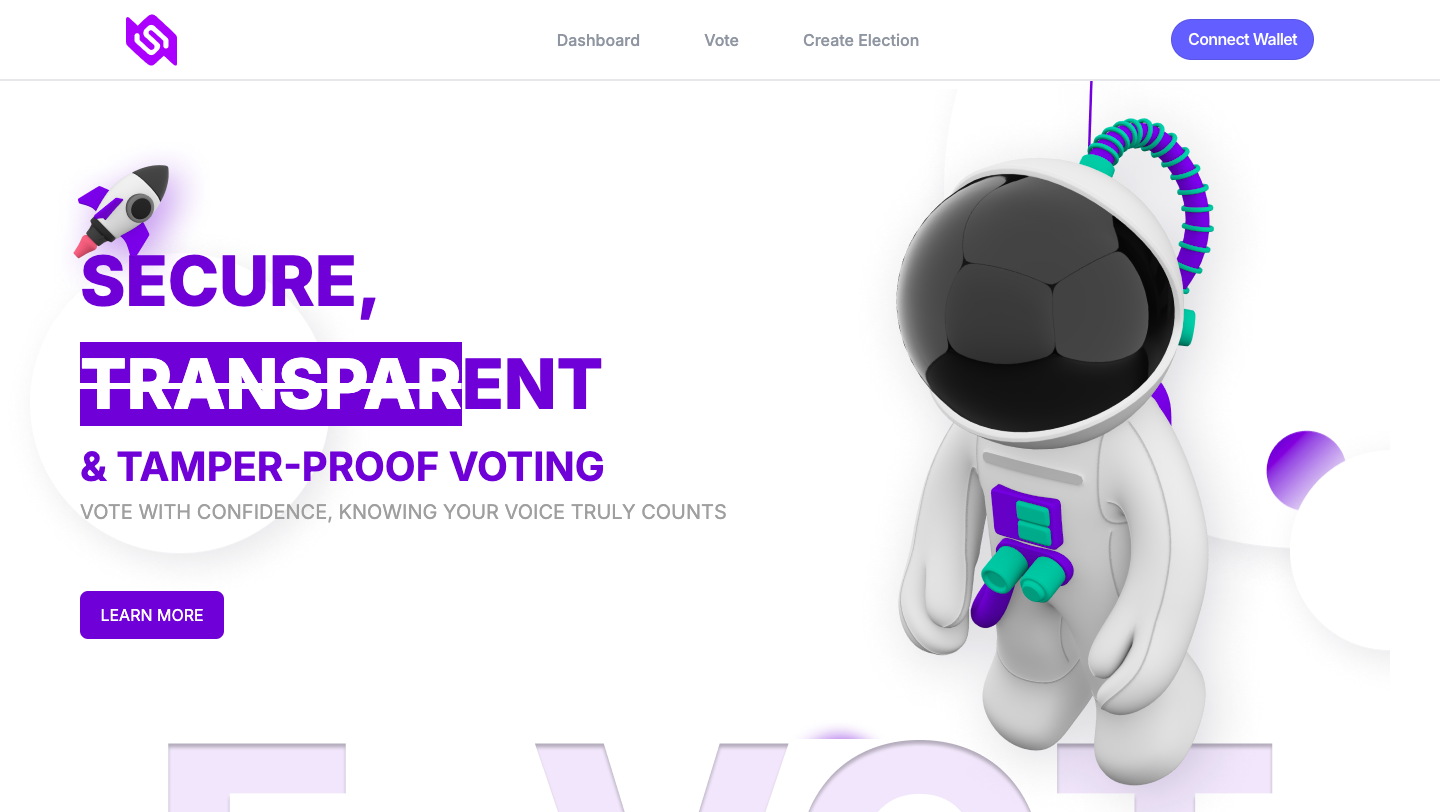 Dashboard Vote Create Election Connect Wallet
SECURE,
TRANSPARENT
& TAMPER-PROOF VOTING
VOTE WITH CONFIDENCE, KNOWING YOUR VOICE TRULY COUNTS
LEARN MORE